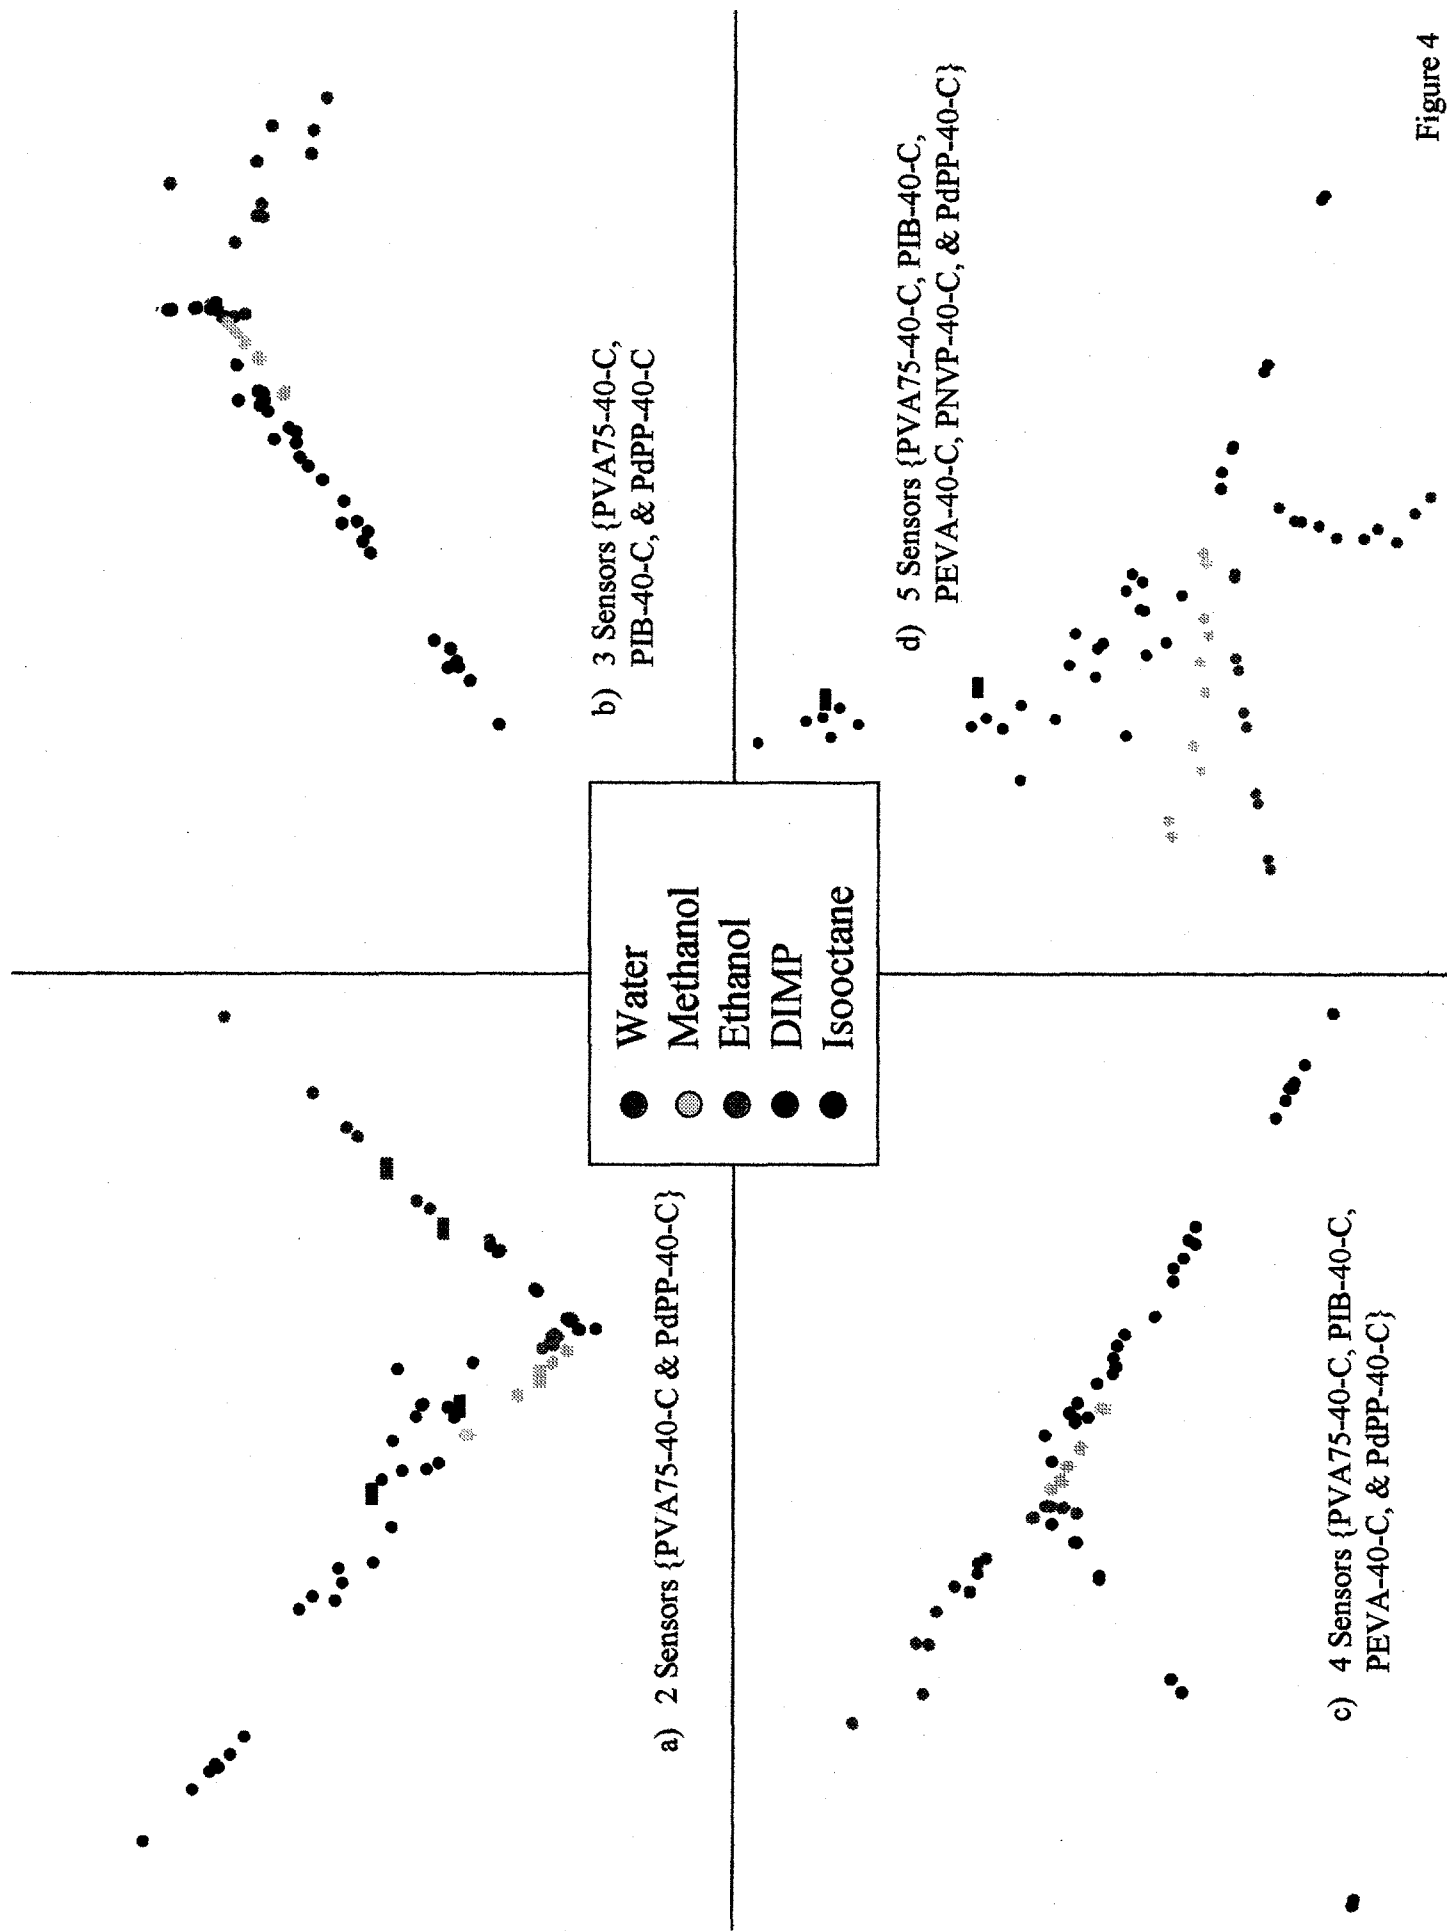 a) 2 Sensors {PVA75-40-C & PdPP-40-C}
b) 3 Sensors {PVA75-40-C,
PIB-40-C, & PdPP-40-C
Water
Methanol
Ethanol
DIMP
Isooctane
c) 4 Sensors {PVA75-40-C, PIB-40-C,
PEVA-40-C, & PdPP-40-C}
d) 5 Sensors {PVA75-40-C, PIB-40-C,
PEVA-40-C, PNVP-40-C, & PdPP-40-C}
Figure 4